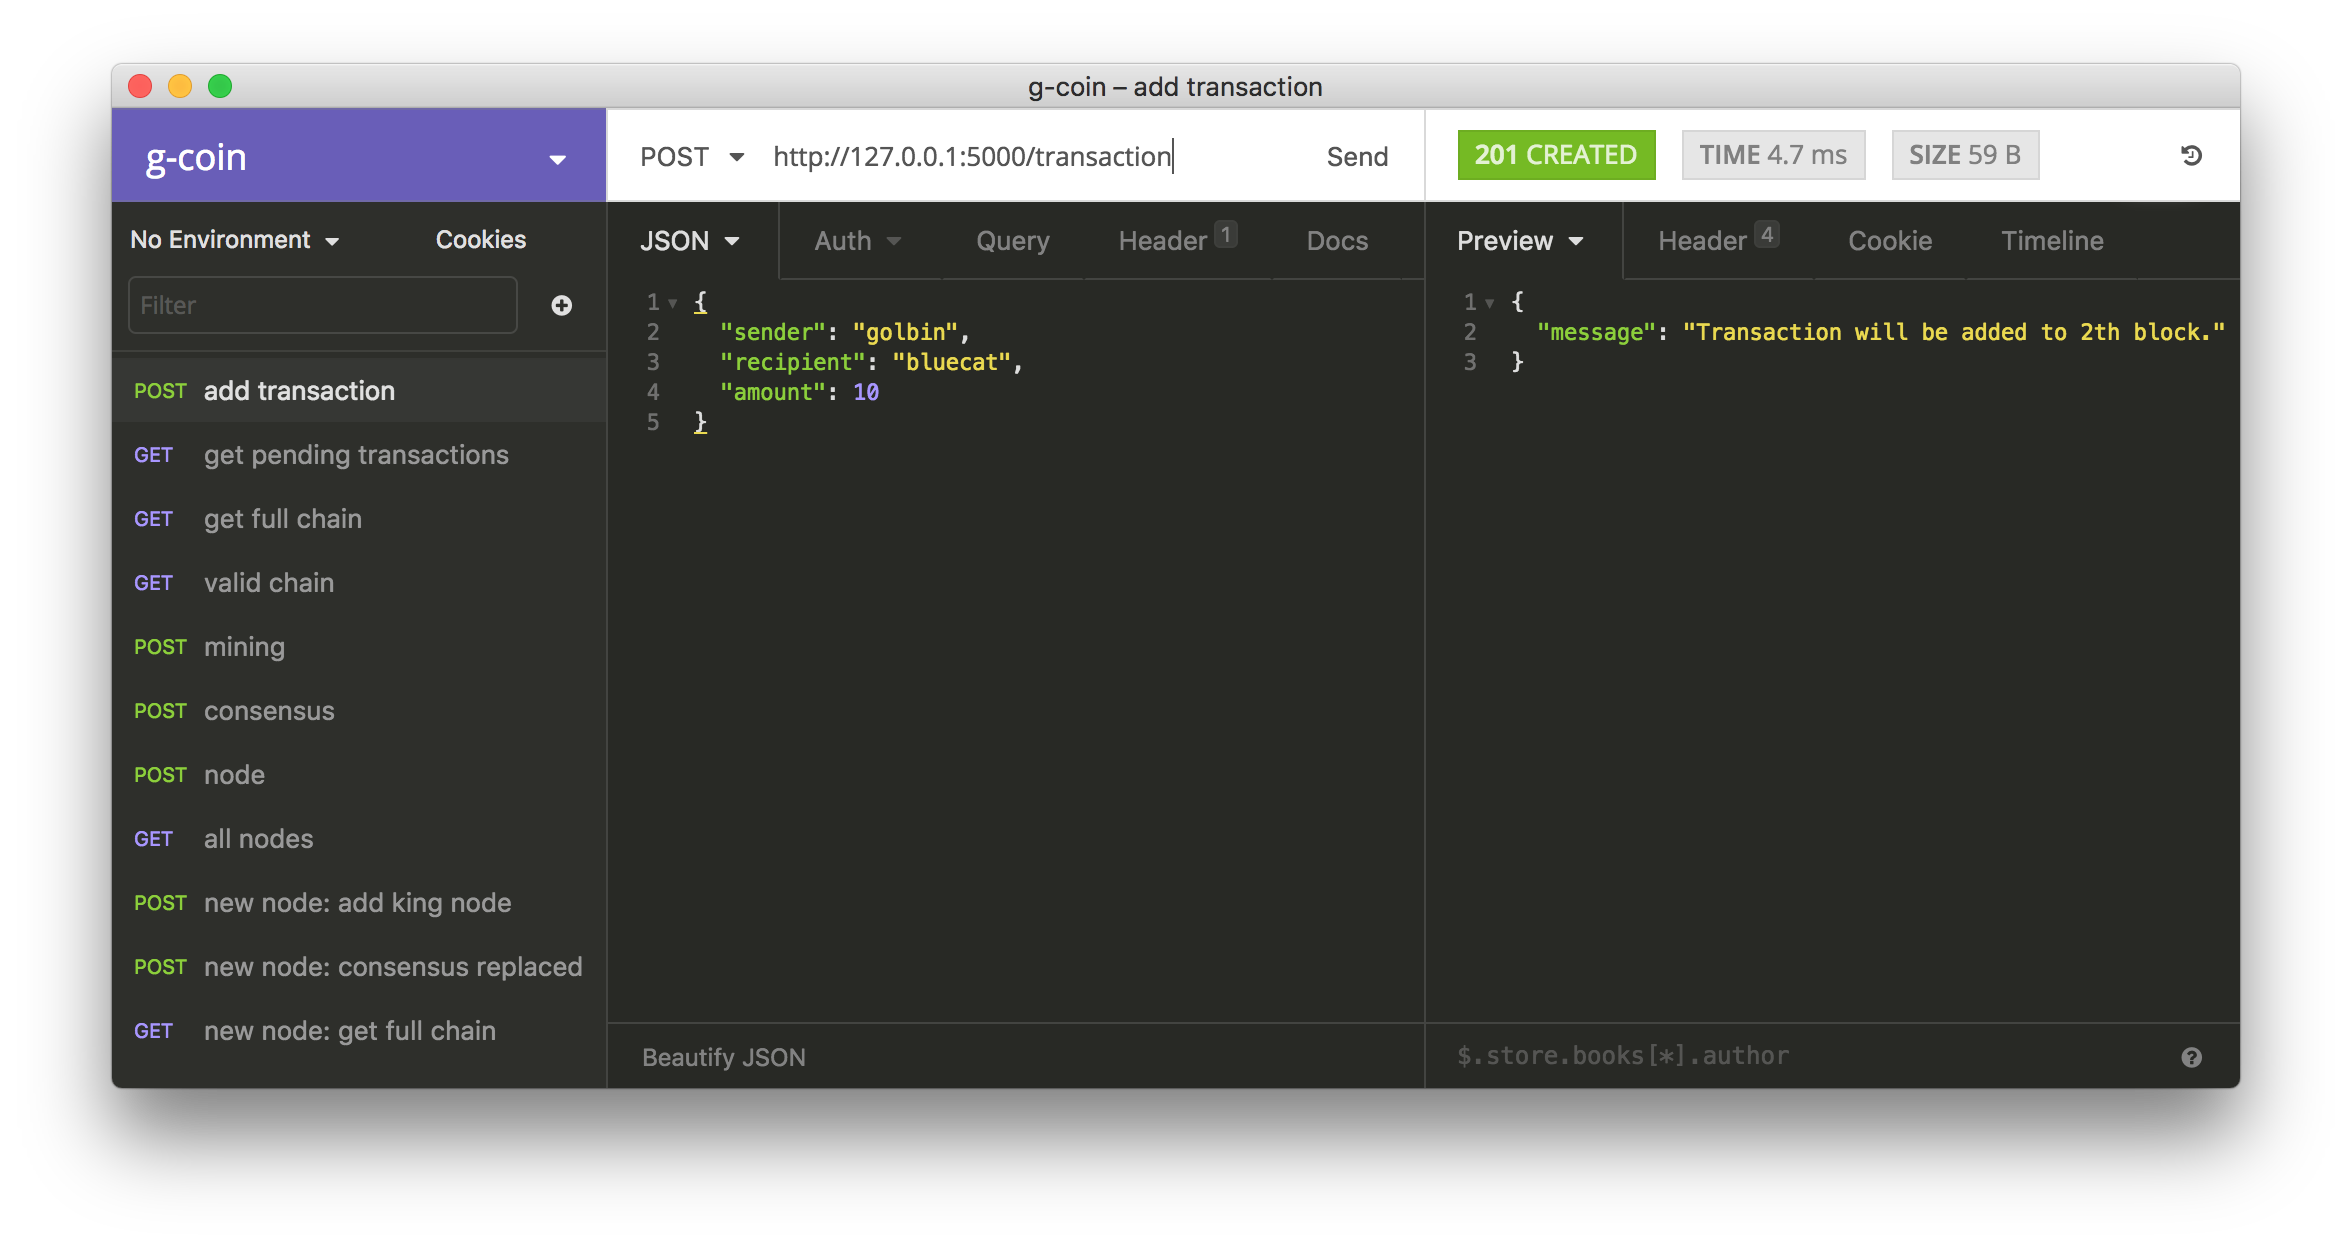 g-coin – add transaction
g-coin
POST http://127.0.0.1:5000/transaction Send
201 CREATED TIME 4.7 ms SIZE 59 B
No Environment Cookies
Filter
POST add transaction
GET get pending transactions
GET get full chain
GET valid chain
POST mining
POST consensus
POST node
GET all nodes
POST new node: add king node
POST new node: consensus replaced
GET new node: get full chain
JSON Auth Query Header 1 Docs
1 {
2 "sender": "golbin",
3 "recipient": "bluecat",
4 "amount": 10
5 }
Beautify JSON
Preview Header 4 Cookie Timeline
1 {
2 "message": "Transaction will be added to 2th block."
3 }
$.store.books[*].author